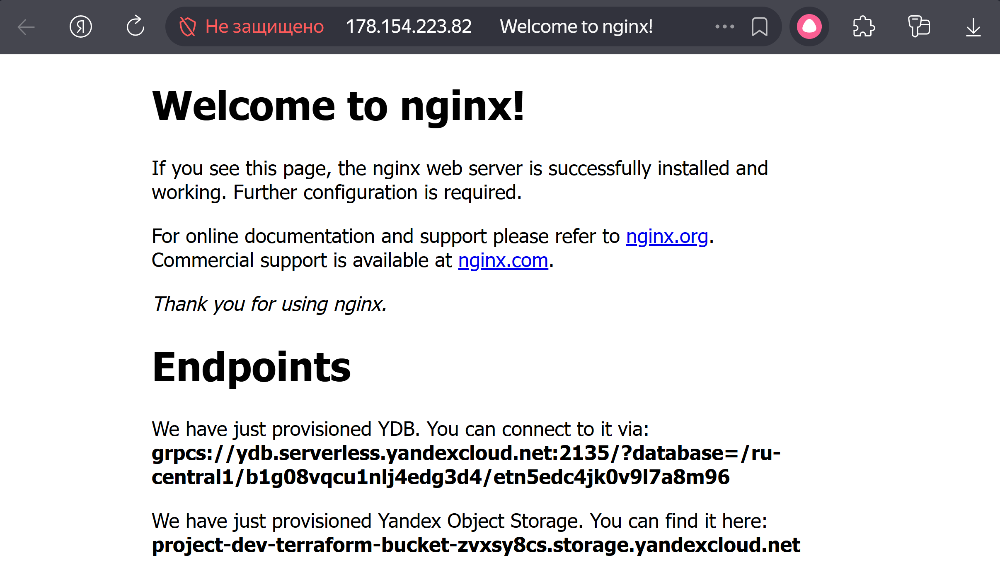 Я Не защищено 178.154.223.82 Welcome to nginx!
Welcome to nginx!
If you see this page, the nginx web server is successfully installed and
working. Further configuration is required.
For online documentation and support please refer to nginx.org.
Commercial support is available at nginx.com.
Thank you for using nginx.
Endpoints
We have just provisioned YDB. You can connect to it via:
grpcs://ydb.serverless.yandexcloud.net:2135/?database=/ru-
central1/b1g08vqcu1nlj4edg3d4/etn5edc4jk0v9l7a8m96
We have just provisioned Yandex Object Storage. You can find it here:
project-dev-terraform-bucket-zvxsy8cs.storage.yandexcloud.net